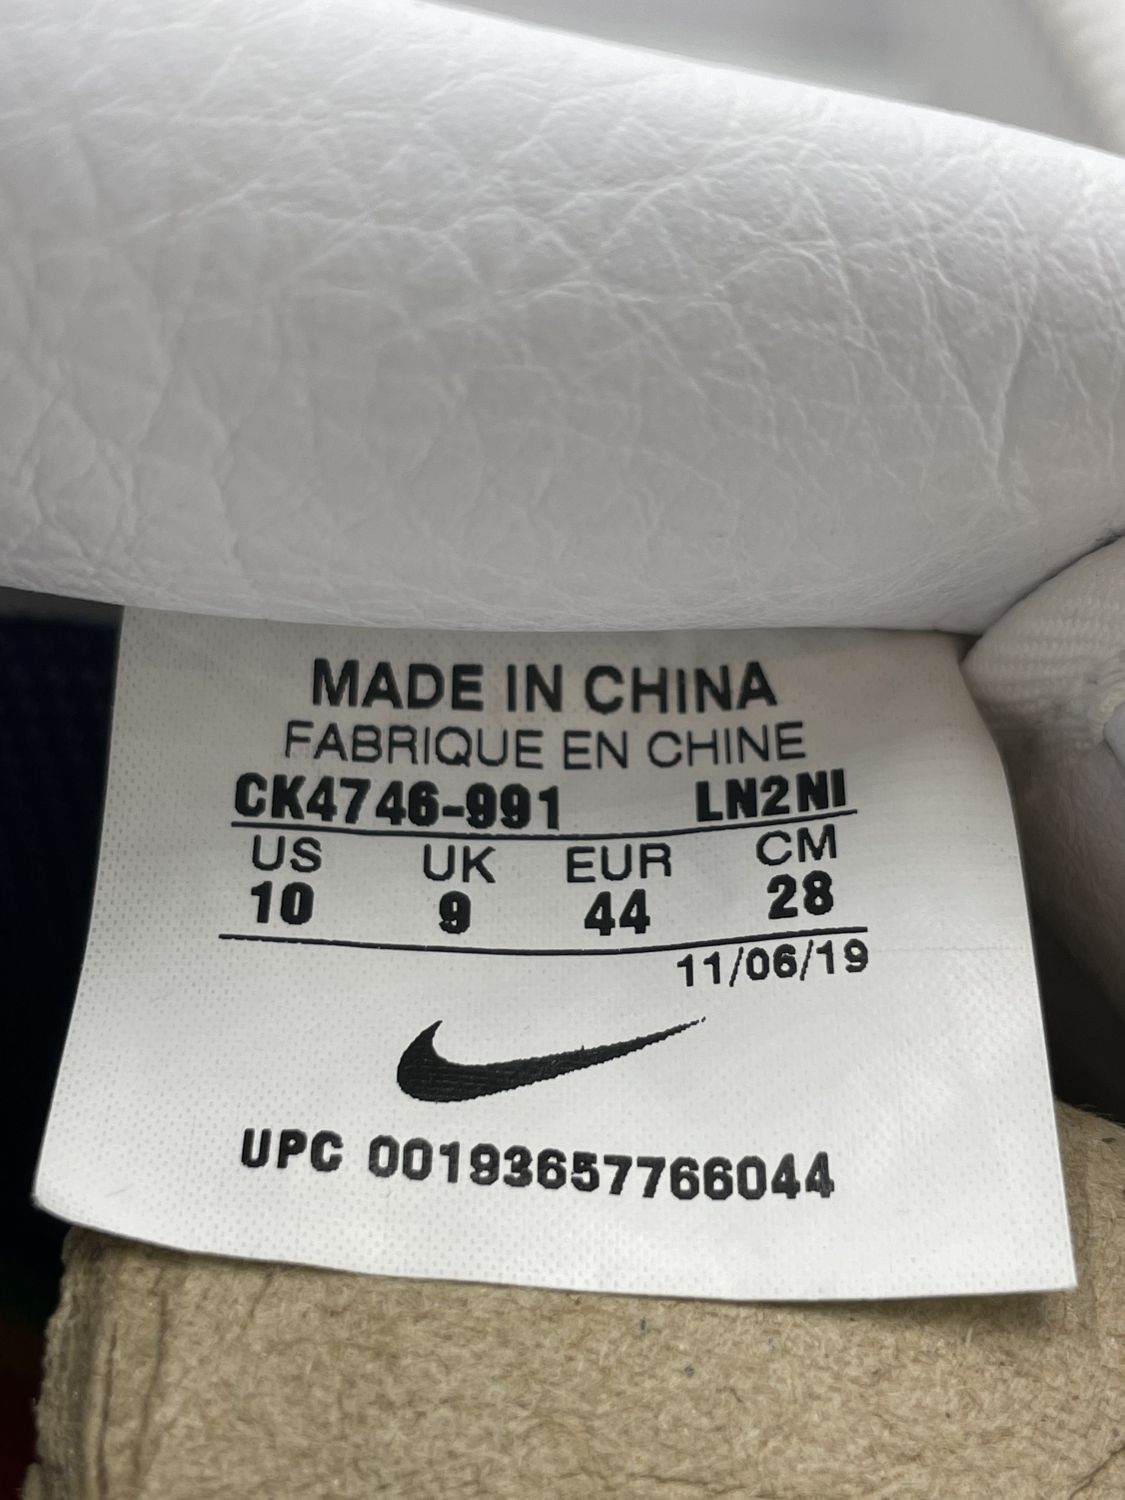 MADE IN CHINA
FABRIQUE EN CHINE
CK4746-991 LN2NI
US UK EUR CM
10 9 44 28
11/06/19
UPC 00193657766044